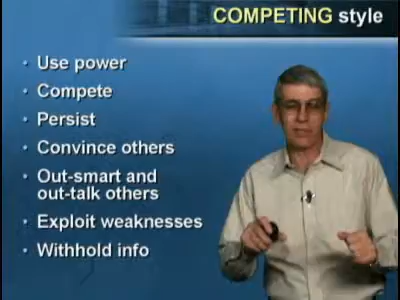 COMPETING style
• Use power
• Compete
• Persist
• Convince others
• Out-smart and
out-talk others
• Exploit weaknesses
• Withhold info